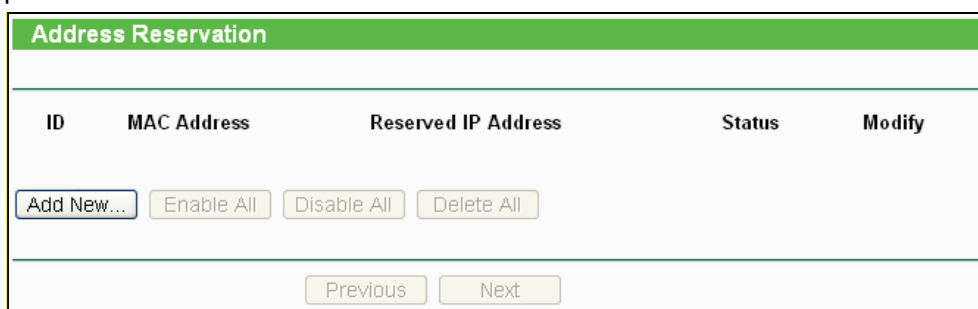 Address Reservation
ID MAC Address Reserved IP Address Status Modify
Add New... Enable All Disable All Delete All
Previous Next